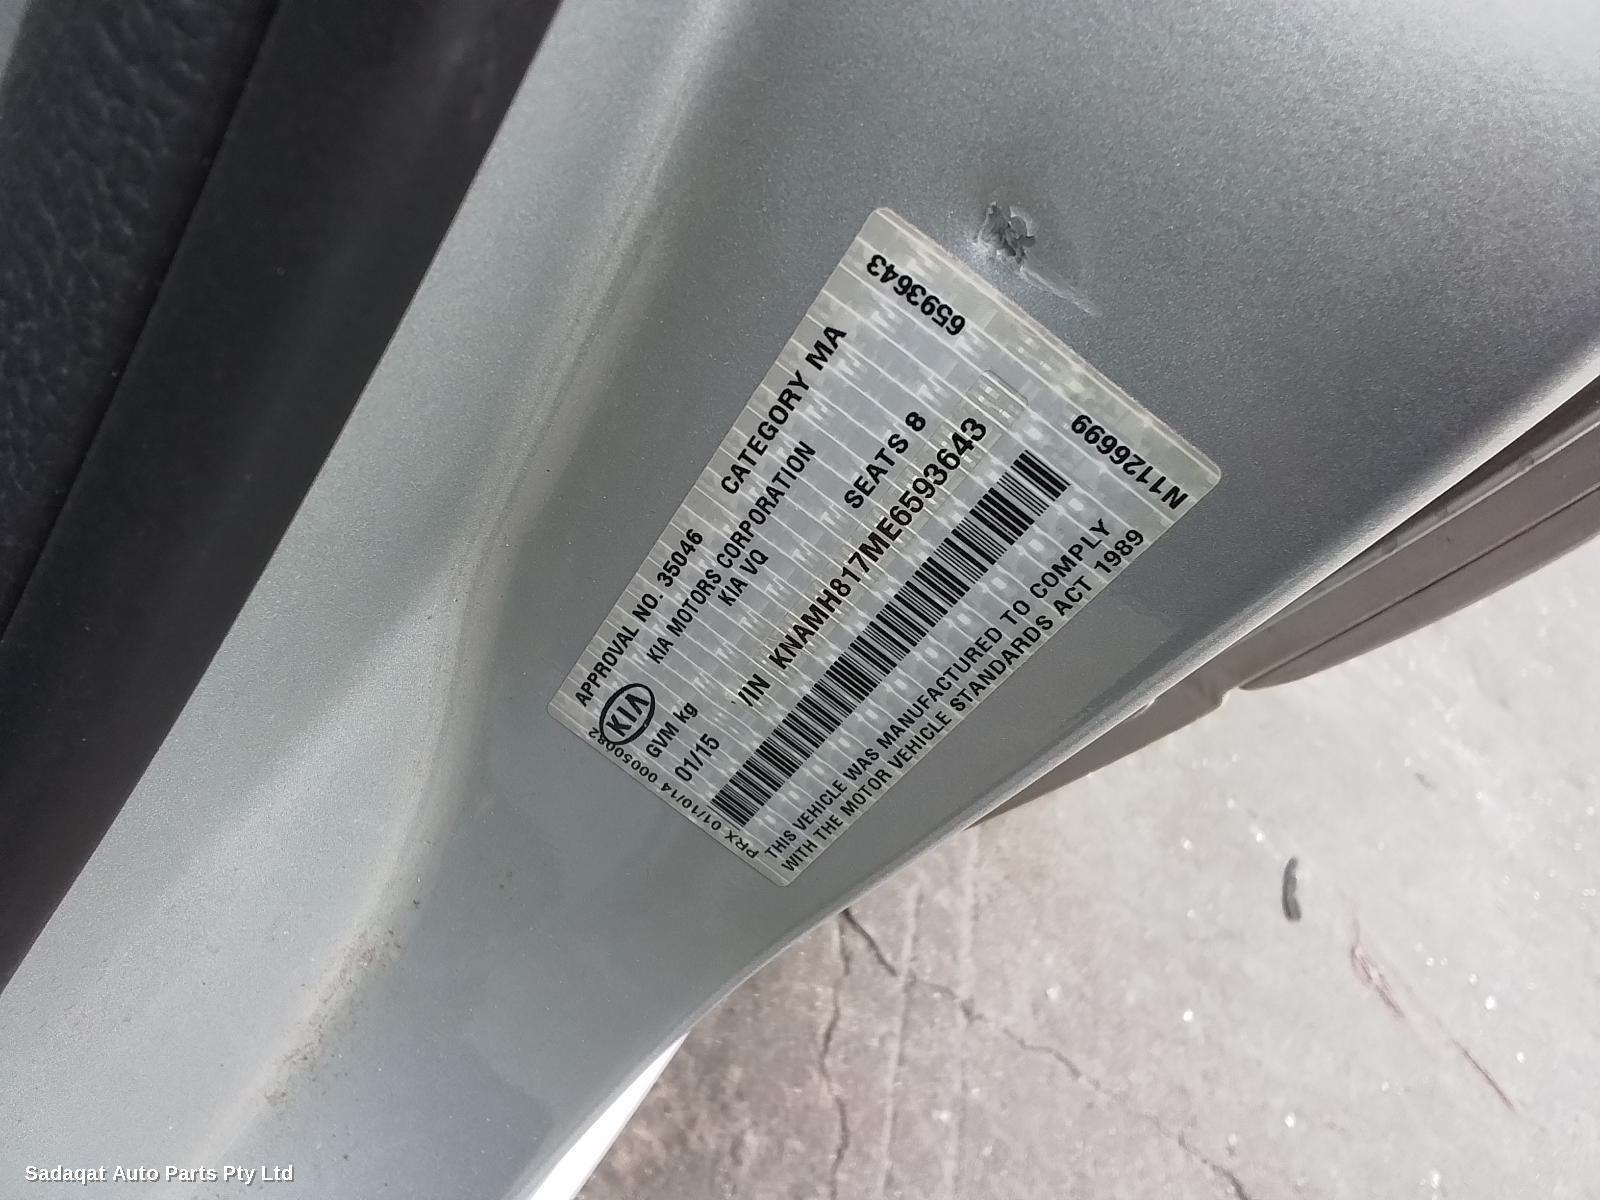 APPROVAL NO. 35046 CATEGORY MA
KIA MOTORS CORPORATION
KIA KIA VQ
GVM kg SEATS 8
01/15 /IN KNAMH817ME6593643
THIS VEHICLE WAS MANUFACTURED TO COMPLY
WITH THE MOTOR VEHICLE STANDARDS ACT 1989
PRX 01/10/14 00050082
6593643
N1126699
Sadaqat Auto Parts Pty Ltd